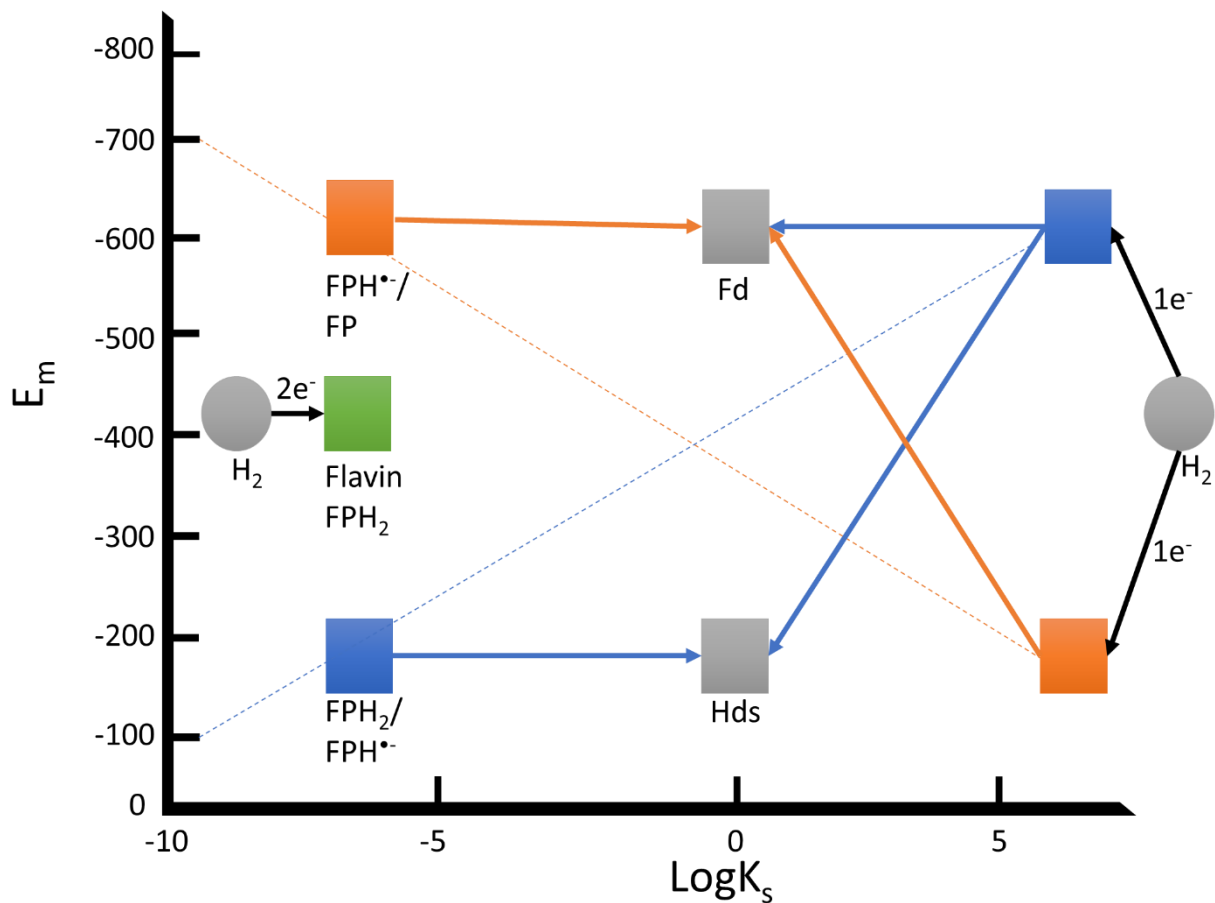 -800
-700
-600
-500
-400
-300
-200
-100
0
E_m
FPH•-/
FP
Fd
1e-
2e-
H₂
Flavin
FPH₂
H₂
1e-
FPH₂/
FPH•-
Hds
-10
-5
0
5
LogKₛ